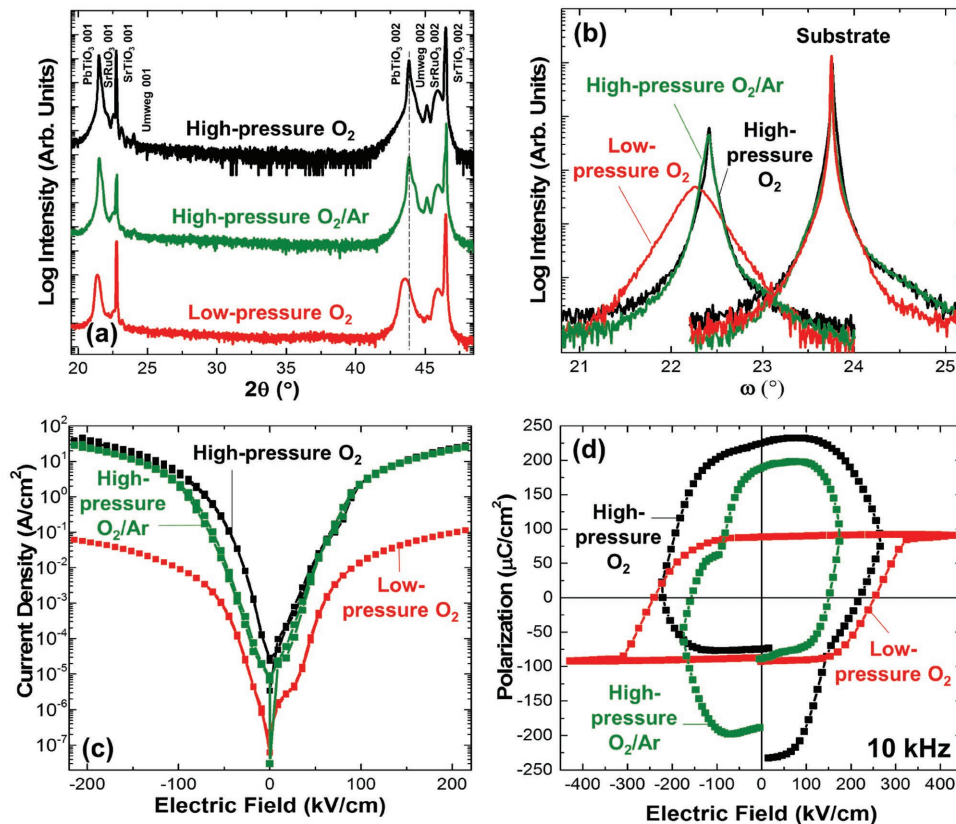 PbTiO3 001
SrRuO3 001
SrTiO3 001
Umweg 001
PbTiO3 002
Umweg 002
SrRuO3 002
SrTiO3 002
High-pressure O2
High-pressure O2/Ar
Low-pressure O2
(a)
Log Intensity (Arb. Units)
20 25 30 35 40 45
2θ (°)
(b)
Substrate
High-pressure O2/Ar
Low-
pressure O2
High-
pressure
O2
Log Intensity (Arb. Units)
21 22 23 24 25
ω (°)
10^2
10^1
10^0
10^-1
10^-2
10^-3
10^-4
10^-5
10^-6
10^-7
Current Density (A/cm2)
High-pressure O2
High-
pressure
O2/Ar
Low-
pressure O2
(c)
-200 -100 0 100 200
Electric Field (kV/cm)
250
200
150
100
50
0
-50
-100
-150
-200
-250
Polarization (μC/cm2)
(d)
High-
pressure
O2
High-pressure
O2/Ar
Low-
pressure O2
High-
pressure
O2/Ar
10 kHz
-400 -300 -200 -100 0 100 200 300 400
Electric Field (kV/cm)